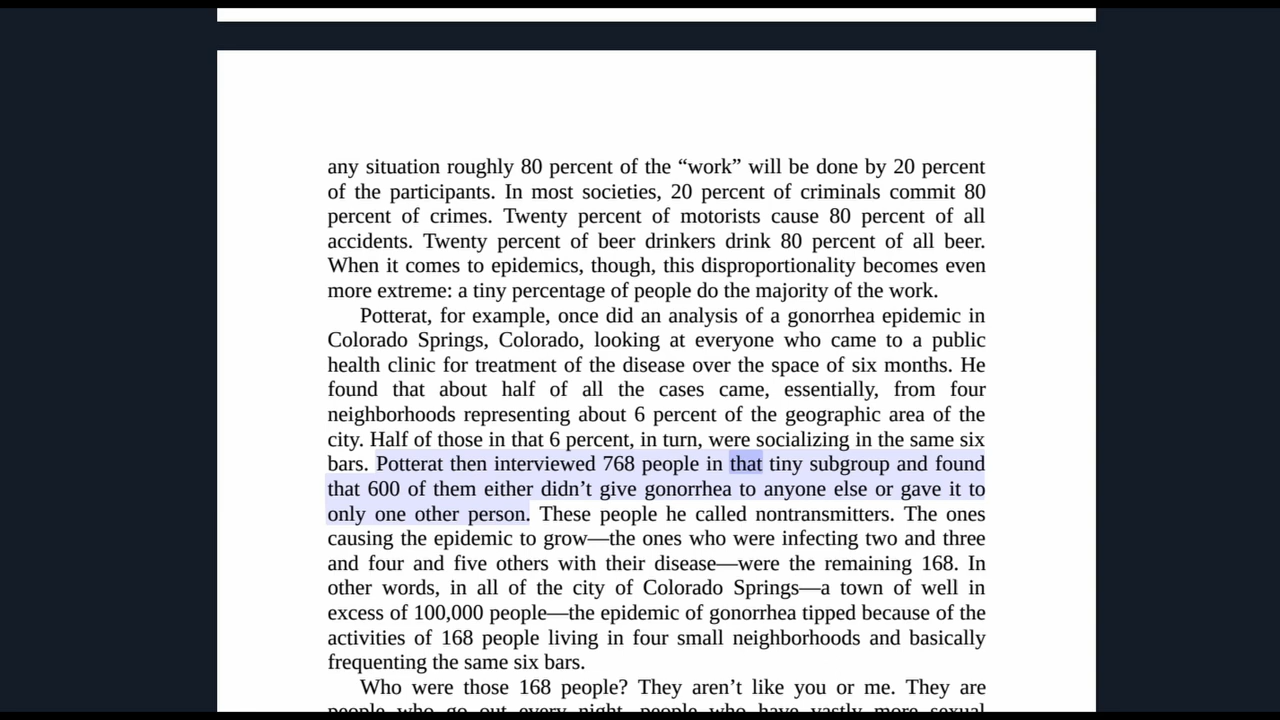 any situation roughly 80 percent of the “work” will be done by 20 percent
of the participants. In most societies, 20 percent of criminals commit 80
percent of crimes. Twenty percent of motorists cause 80 percent of all
accidents. Twenty percent of beer drinkers drink 80 percent of all beer.
When it comes to epidemics, though, this disproportionality becomes even
more extreme: a tiny percentage of people do the majority of the work.
Potterat, for example, once did an analysis of a gonorrhea epidemic in
Colorado Springs, Colorado, looking at everyone who came to a public
health clinic for treatment of the disease over the space of six months. He
found that about half of all the cases came, essentially, from four
neighborhoods representing about 6 percent of the geographic area of the
city. Half of those in that 6 percent, in turn, were socializing in the same six
bars. Potterat then interviewed 768 people in that tiny subgroup and found
that 600 of them either didn’t give gonorrhea to anyone else or gave it to
only one other person. These people he called nontransmitters. The ones
causing the epidemic to grow—the ones who were infecting two and three
and four and five others with their disease—were the remaining 168. In
other words, in all of the city of Colorado Springs—a town of well in
excess of 100,000 people—the epidemic of gonorrhea tipped because of the
activities of 168 people living in four small neighborhoods and basically
frequenting the same six bars.
Who were those 168 people? They aren’t like you or me. They are
people who go out every night, people who have vastly more sexual